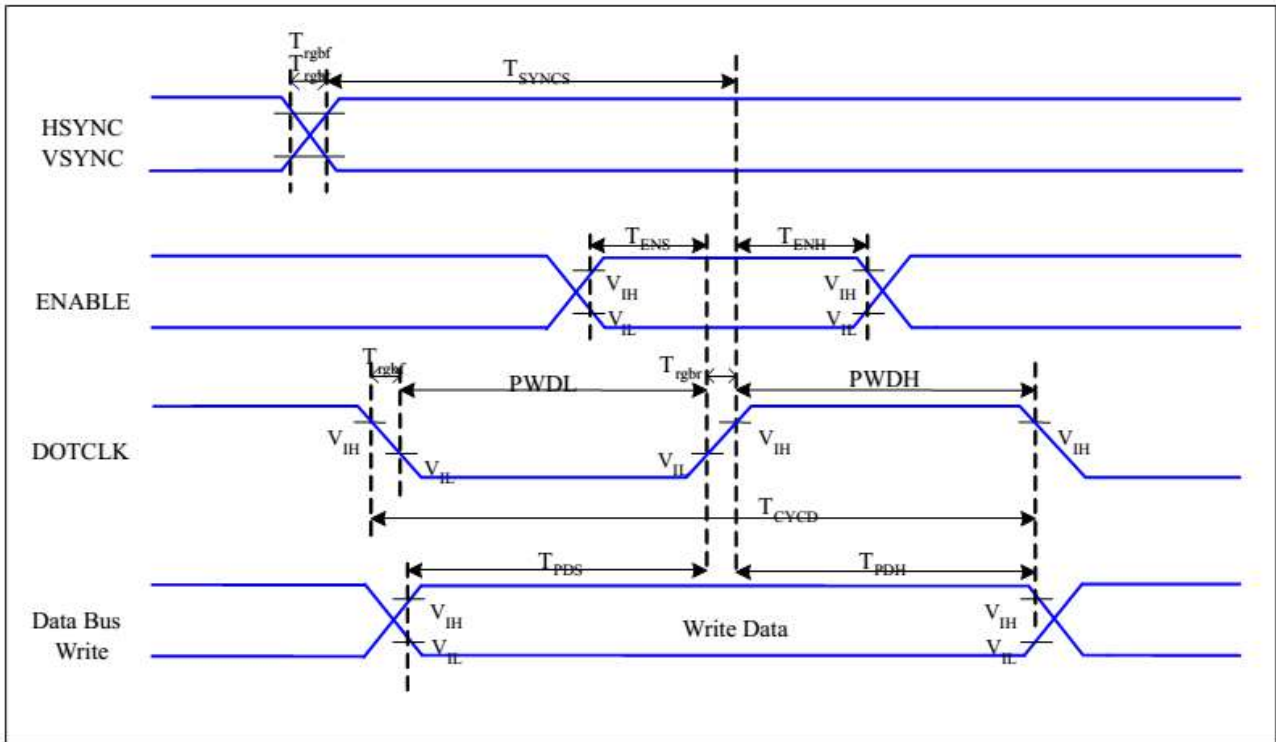 Trgbf
Trgbr
TSYNCS
HSYNC
VSYNC
TENS
TENH
VIH
VIH
ENABLE
VIL
VIL
Trgbf
Trgbr
PWDL
PWDH
VIH
VIH
VIH
DOTCLK
VIL
VIL
TCYCD
TPDS
TPDH
VIH
VIH
Data Bus
Write Data
Write
VIL
VIL